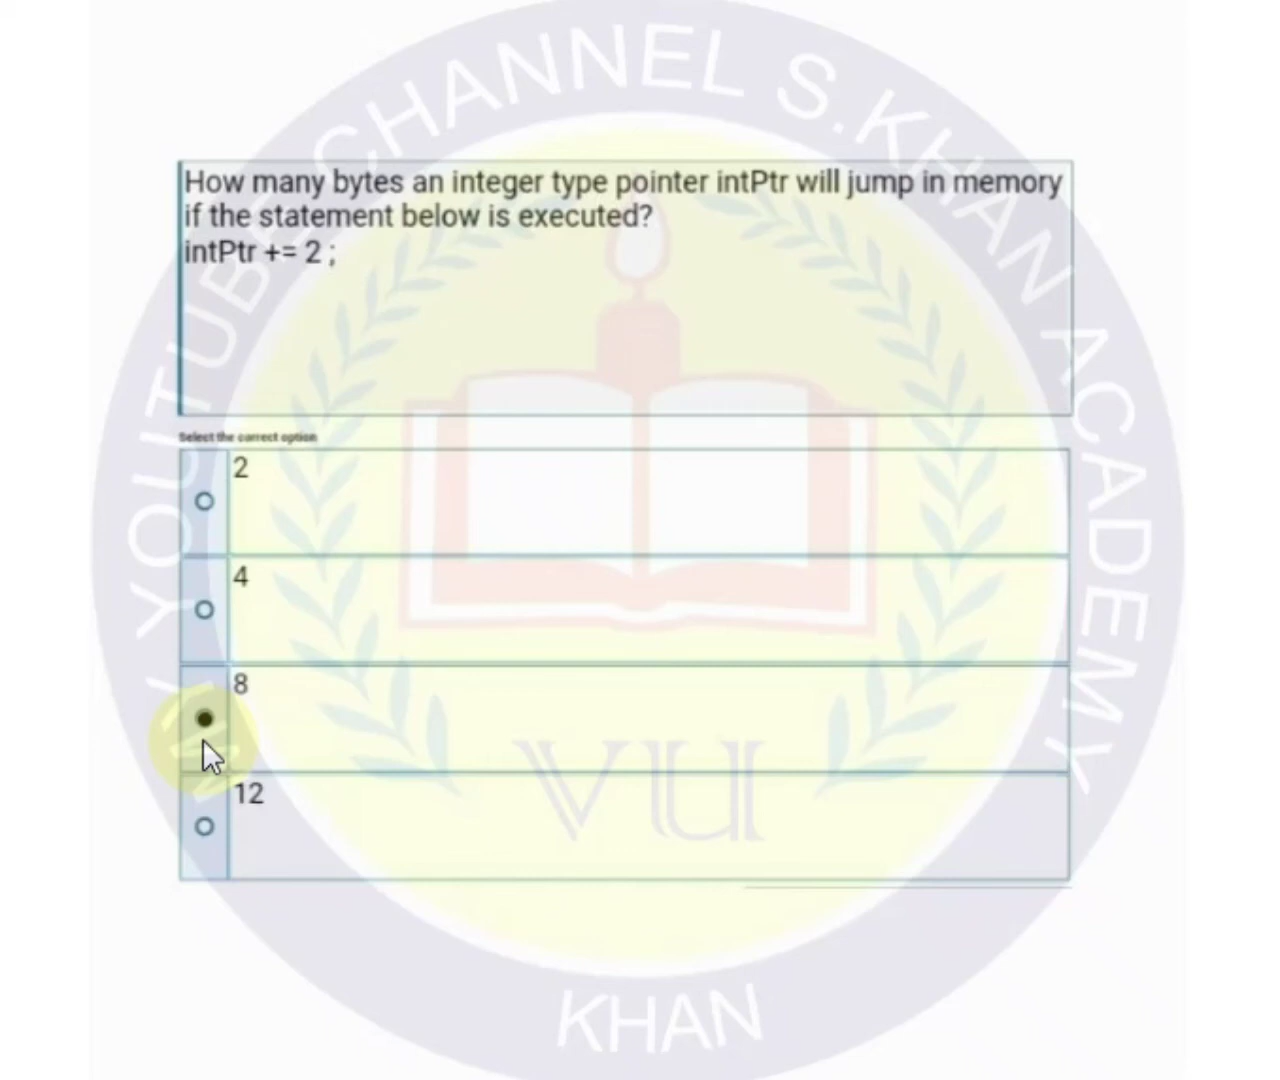 MY YOUTUBE CHANNEL S.KHAN ACADEMY
How many bytes an integer type pointer intPtr will jump in memory
if the statement below is executed?
intPtr += 2 ;
Select the correct option
2
4
8
12
VU
KHAN